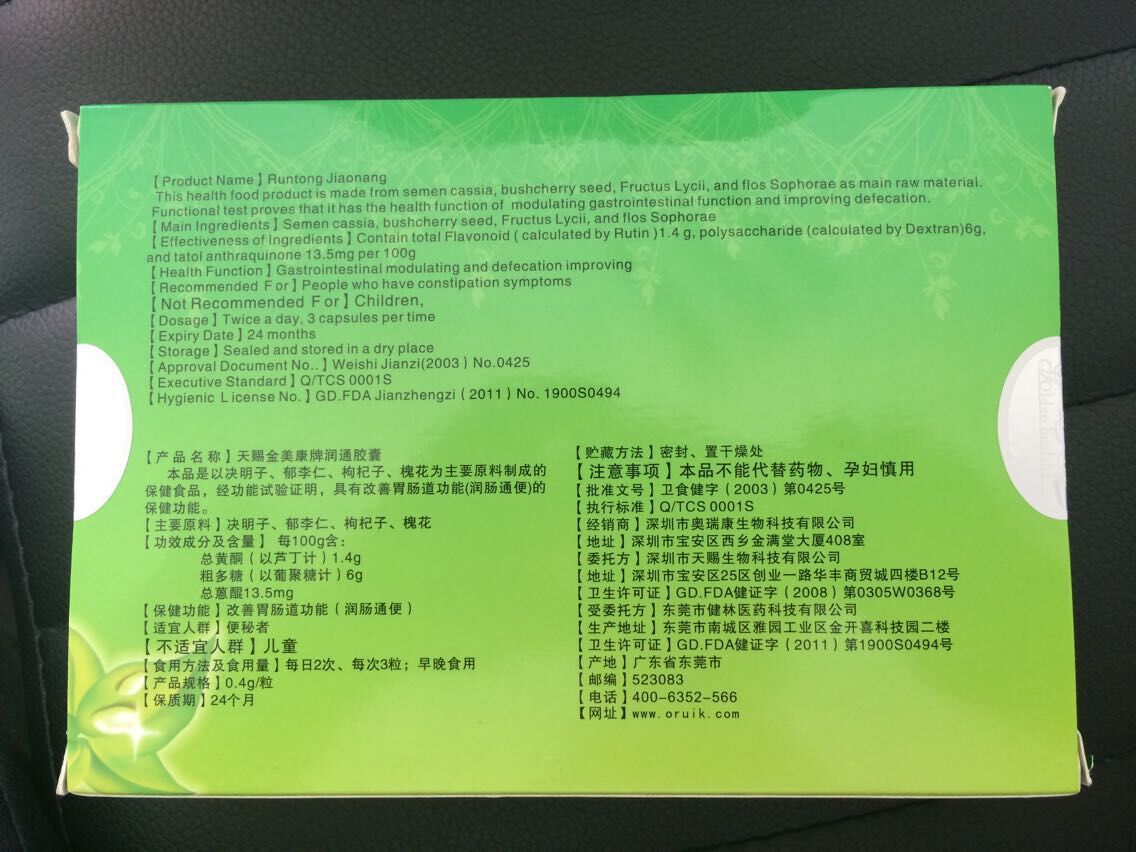 【Product Name】Runtong Jiaonang
This health food product is made from semen cassia, bushcherry seed, Fructus Lycii, and flos Sophorae as main raw material.
Functional test proves that it has the health function of modulating gastrointestinal function and improving defecation.
【Main Ingredients】Semen cassia, bushcherry seed, Fructus Lycii, and flos Sophorae
【Effectiveness of Ingredients】Contain total Flavonoid ( calculated by Rutin )1.4 g, polysaccharide (calculated by Dextran)6g,
and tatol anthraquinone 13.5mg per 100g
【Health Function】Gastrointestinal modulating and defecation improving
【Recommended For】People who have constipation symptoms
【Not Recommended For】Children,
【Dosage】Twice a day, 3 capsules per time
【Expiry Date】24 months
【Storage】Sealed and stored in a dry place
【Approval Document No..】Weishi Jianzi(2003) No.0425
【Executive Standard】Q/TCS 0001S
【Hygienic License No.】GD.FDA Jianzhengzi (2011) No. 1900S0494
【产品名称】天赐金美康牌润通胶囊
本品是以决明子、郁李仁、枸杞子、槐花为主要原料制成的
保健食品，经功能试验证明，具有改善胃肠道功能(润肠通便)的
保健功能。
【主要原料】决明子、郁李仁、枸杞子、槐花
【功效成分及含量】每100g含：
总黄酮（以芦丁计）1.4g
粗多糖（以葡聚糖计）6g
总蒽醌13.5mg
【保健功能】改善胃肠道功能（润肠通便）
【适宜人群】便秘者
【不适宜人群】儿童
【食用方法及食用量】每日2次、每次3粒；早晚食用
【产品规格】0.4g/粒
【保质期】24个月
【贮藏方法】密封、置干燥处
【注意事项】本品不能代替药物、孕妇慎用
【批准文号】卫食健字（2003）第0425号
【执行标准】Q/TCS 0001S
【经销商】深圳市奥瑞康生物科技有限公司
【地址】深圳市宝安区西乡金满堂大厦408室
【委托方】深圳市天赐生物科技有限公司
【地址】深圳市宝安区25区创业一路华丰商贸城四楼B12号
【卫生许可证】GD.FDA健证字（2008）第0305W0368号
【受委托方】东莞市健林医药科技有限公司
【生产地址】东莞市南城区雅园工业区金开喜科技园二楼
【卫生许可证】GD.FDA健证字（2011）第1900S0494号
【产地】广东省东莞市
【邮编】523083
【电话】400-6352-566
【网址】www.oruik.com